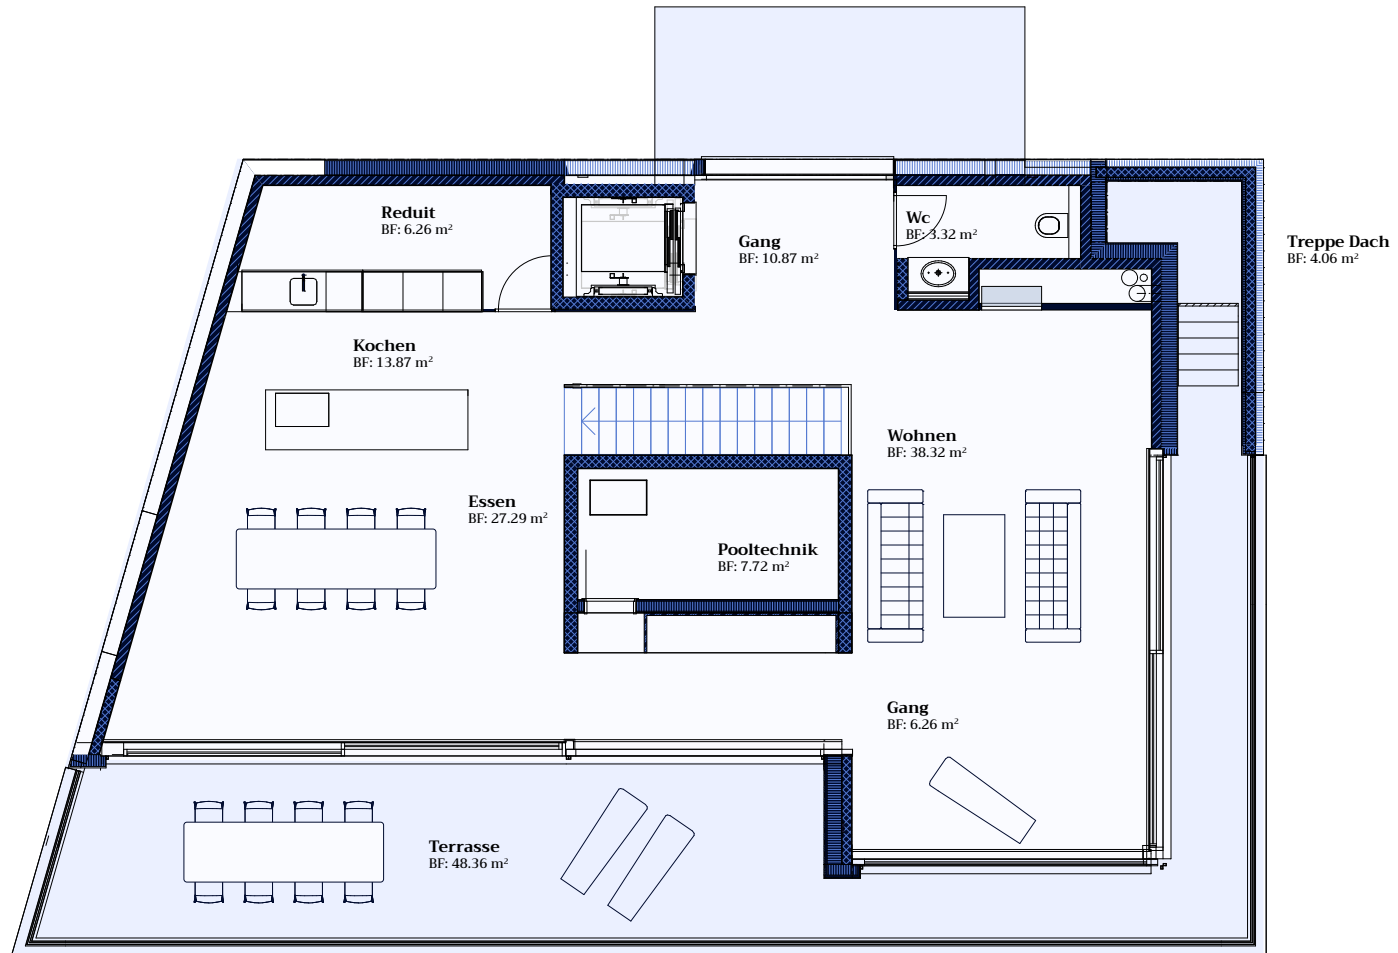 Reduit
BF: 6.26 m²
Gang
BF: 10.87 m²
Wc
BF: 3.32 m²
Treppe Dach
BF: 4.06 m²
Kochen
BF: 13.87 m²
Wohnen
BF: 38.32 m²
Essen
BF: 27.29 m²
Pooltechnik
BF: 7.72 m²
Gang
BF: 6.26 m²
Terrasse
BF: 48.36 m²